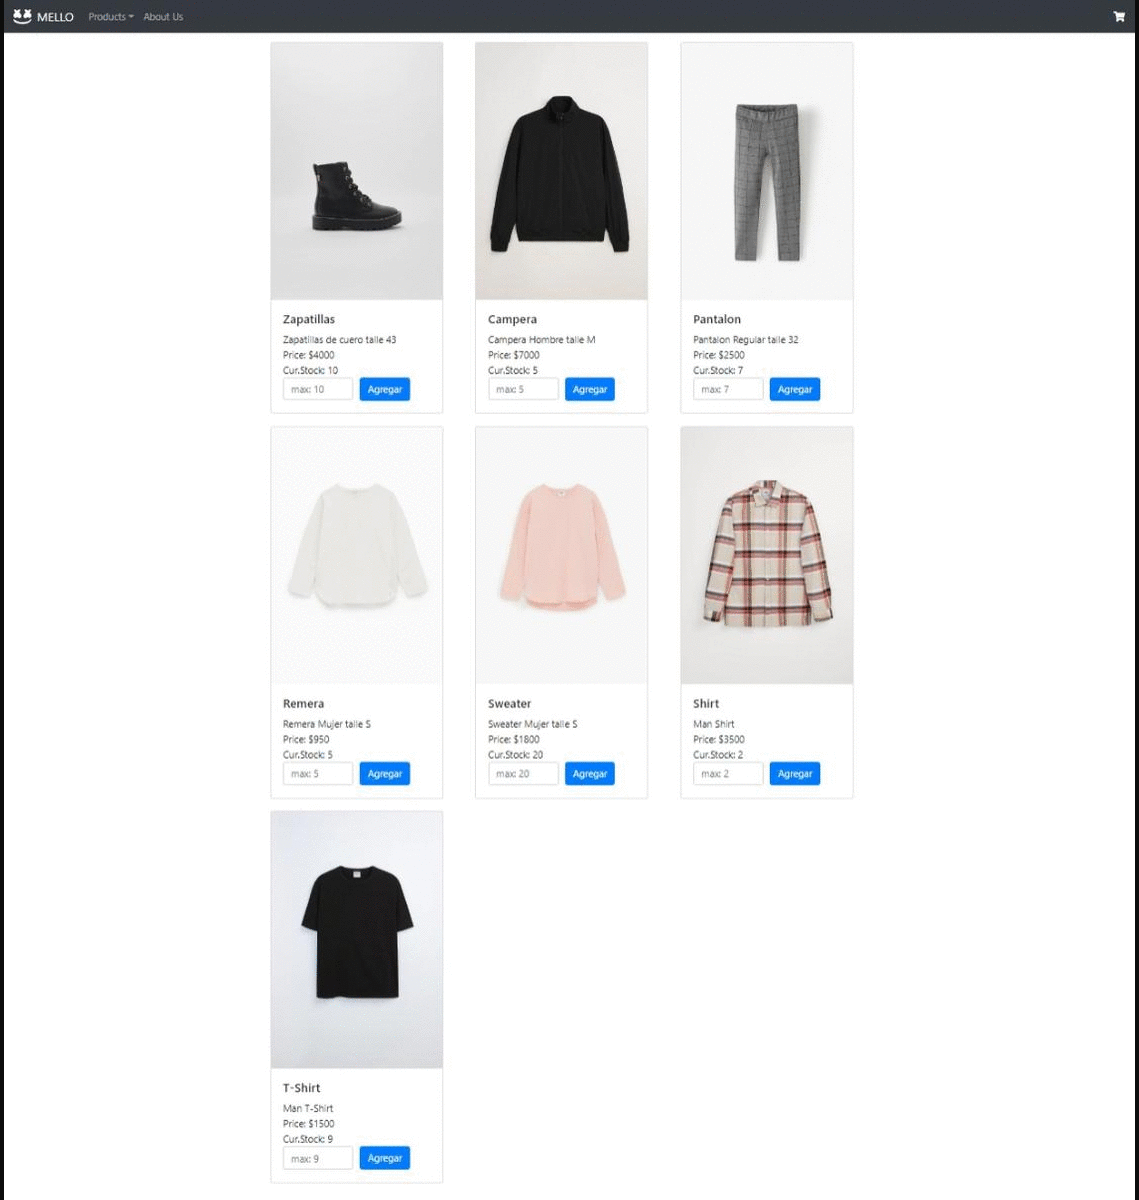 MELLO Products About Us
Zapatillas
Zapatillas de cuero talle 43
Price: $4000
Cur.Stock: 10
max: 10 Agregar
Campera
Campera Hombre talle M
Price: $7000
Cur.Stock: 5
max: 5 Agregar
Pantalon
Pantalon Regular talle 32
Price: $2500
Cur.Stock: 7
max: 7 Agregar
Remera
Remera Mujer talle S
Price: $950
Cur.Stock: 5
max: 5 Agregar
Sweater
Sweater Mujer talle S
Price: $1800
Cur.Stock: 20
max: 20 Agregar
Shirt
Man Shirt
Price: $3500
Cur.Stock: 2
max: 2 Agregar
T-Shirt
Man T-Shirt
Price: $1500
Cur.Stock: 9
max: 9 Agregar